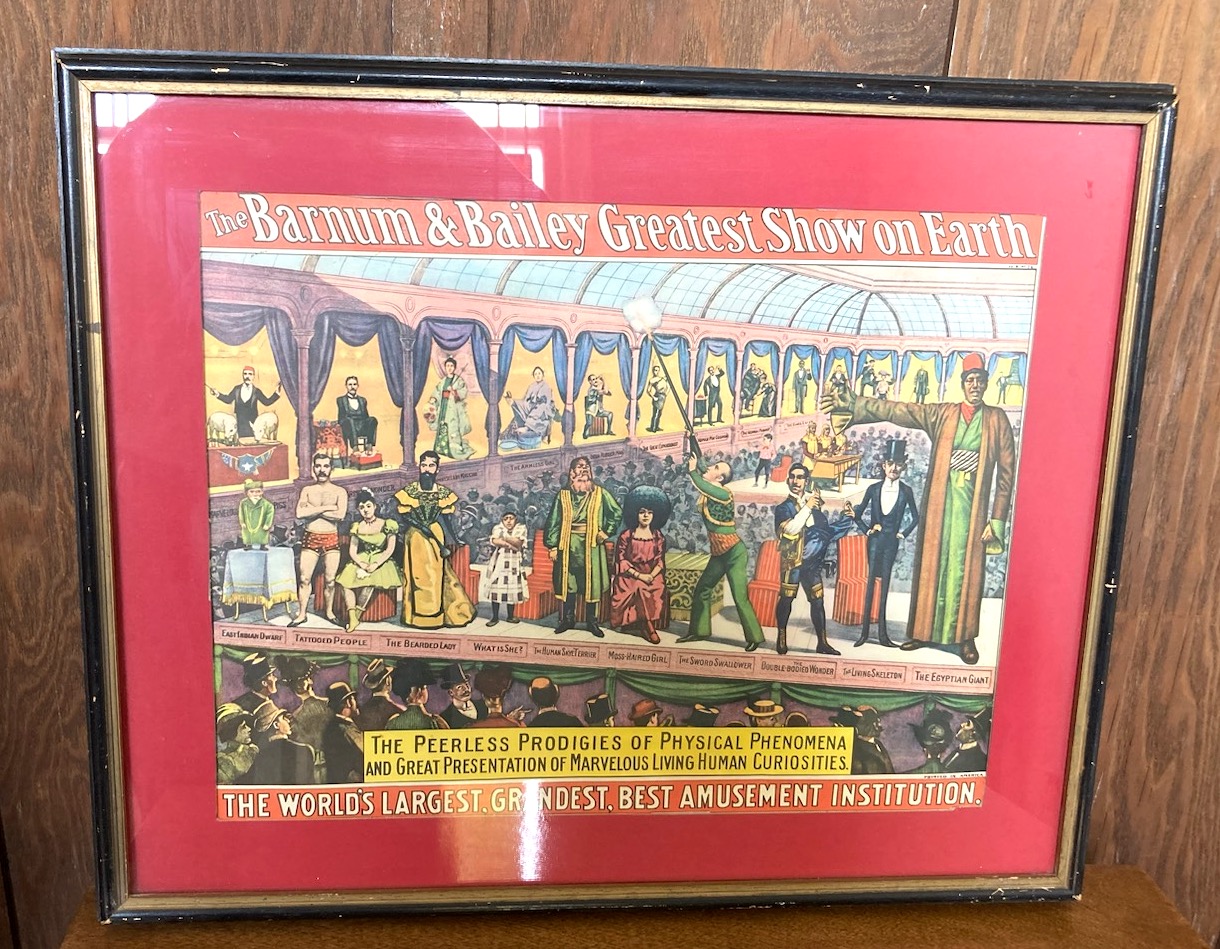 The Barnum & Bailey Greatest Show on Earth
THE ARMLESS GIRL
EAST INDIAN DWARF
TATTOOED PEOPLE
THE BEARDED LADY
WHAT IS SHE?
THE HUMAN SKYE TERRIER
MOSS-HAIRED GIRL
THE SWORD SWALLOWER
THE DOUBLE-BODIED WONDER
THE LIVING SKELETON
THE EGYPTIAN GIANT
THE PEERLESS PRODIGIES OF PHYSICAL PHENOMENA
AND GREAT PRESENTATION OF MARVELOUS LIVING HUMAN CURIOSITIES.
PRINTED IN AMERICA
THE WORLD'S LARGEST, GRANDEST, BEST AMUSEMENT INSTITUTION.